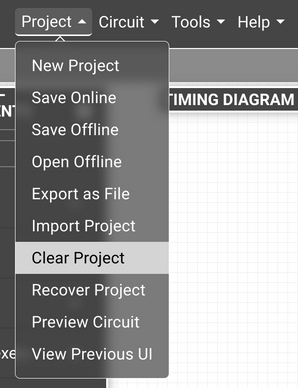 Project Circuit Tools Help
New Project
Save Online
Save Offline
Open Offline
Export as File
Import Project
Clear Project
Recover Project
Preview Circuit
View Previous UI
TIMING DIAGRAM